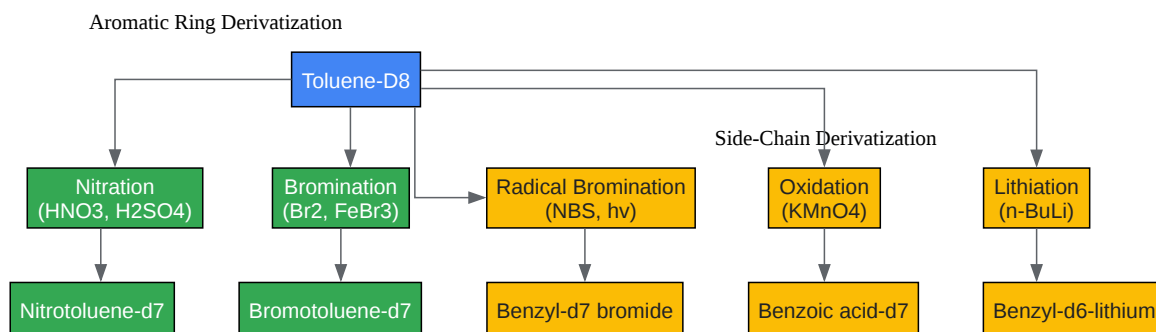 Aromatic Ring Derivatization
Toluene-D8
Side-Chain Derivatization
Nitration
(HNO3, H2SO4)
Bromination
(Br2, FeBr3)
Radical Bromination
(NBS, hv)
Oxidation
(KMnO4)
Lithiation
(n-BuLi)
Nitrotoluene-d7
Bromotoluene-d7
Benzyl-d7 bromide
Benzoic acid-d7
Benzyl-d6-lithium